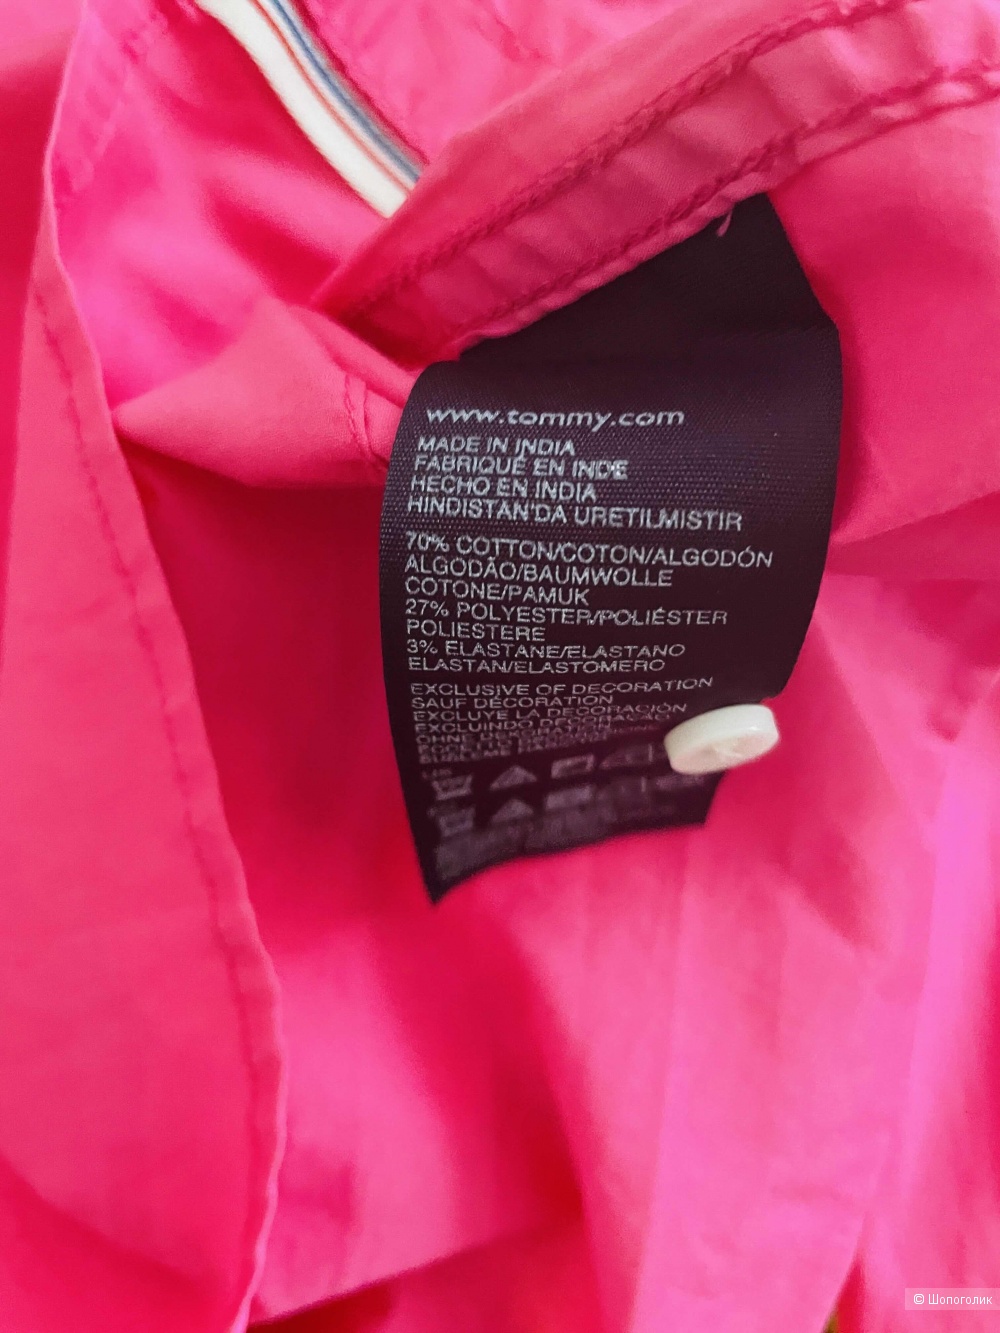 www.tommy.com
MADE IN INDIA
FABRIQUÉ EN INDE
HECHO EN INDIA
HINDISTAN'DA URETILMISTIR
70% COTTON/COTON/ALGODÓN
ALGODÃO/BAUMWOLLE
COTONE/PAMUK
27% POLYESTER/POLIÉSTER
POLIESTERE
3% ELASTANE/ELASTANO
ELASTAN/ELASTOMERO
EXCLUSIVE OF DECORATION
SAUF DÉCORATION
EXCLUYE LA DECORACIÓN
EXCLUINDO DECORAÇÃO
OHNE DEKORATION
© Шопоголик